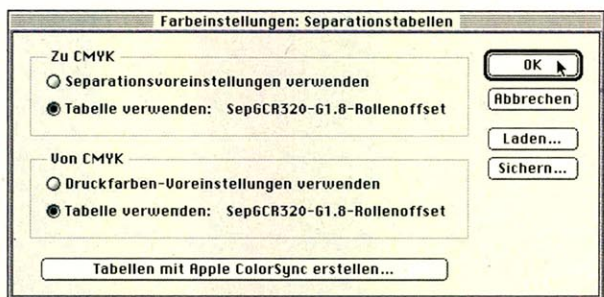 Farbeinstellungen: Separationstabellen
Zu CMYK
Separationsvoreinstellungen verwenden
Tabelle verwenden: SepGCR320-G1.8-Rollenoffset
Von CMYK
Druckfarben-Voreinstellungen verwenden
Tabelle verwenden: SepGCR320-G1.8-Rollenoffset
Tabellen mit Apple ColorSync erstellen...
OK
Abbrechen
Laden...
Sichern...